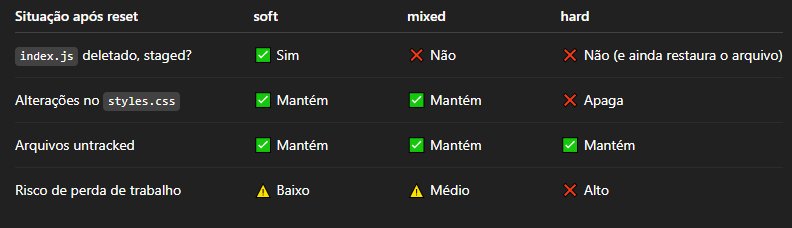 Situação após reset soft mixed hard
index.js deletado, staged? ✅ Sim ❌ Não ❌ Não (e ainda restaura o arquivo)
Alterações no styles.css ✅ Mantém ✅ Mantém ❌ Apaga
Arquivos untracked ✅ Mantém ✅ Mantém ✅ Mantém
Risco de perda de trabalho ⚠️ Baixo ⚠️ Médio ❌ Alto